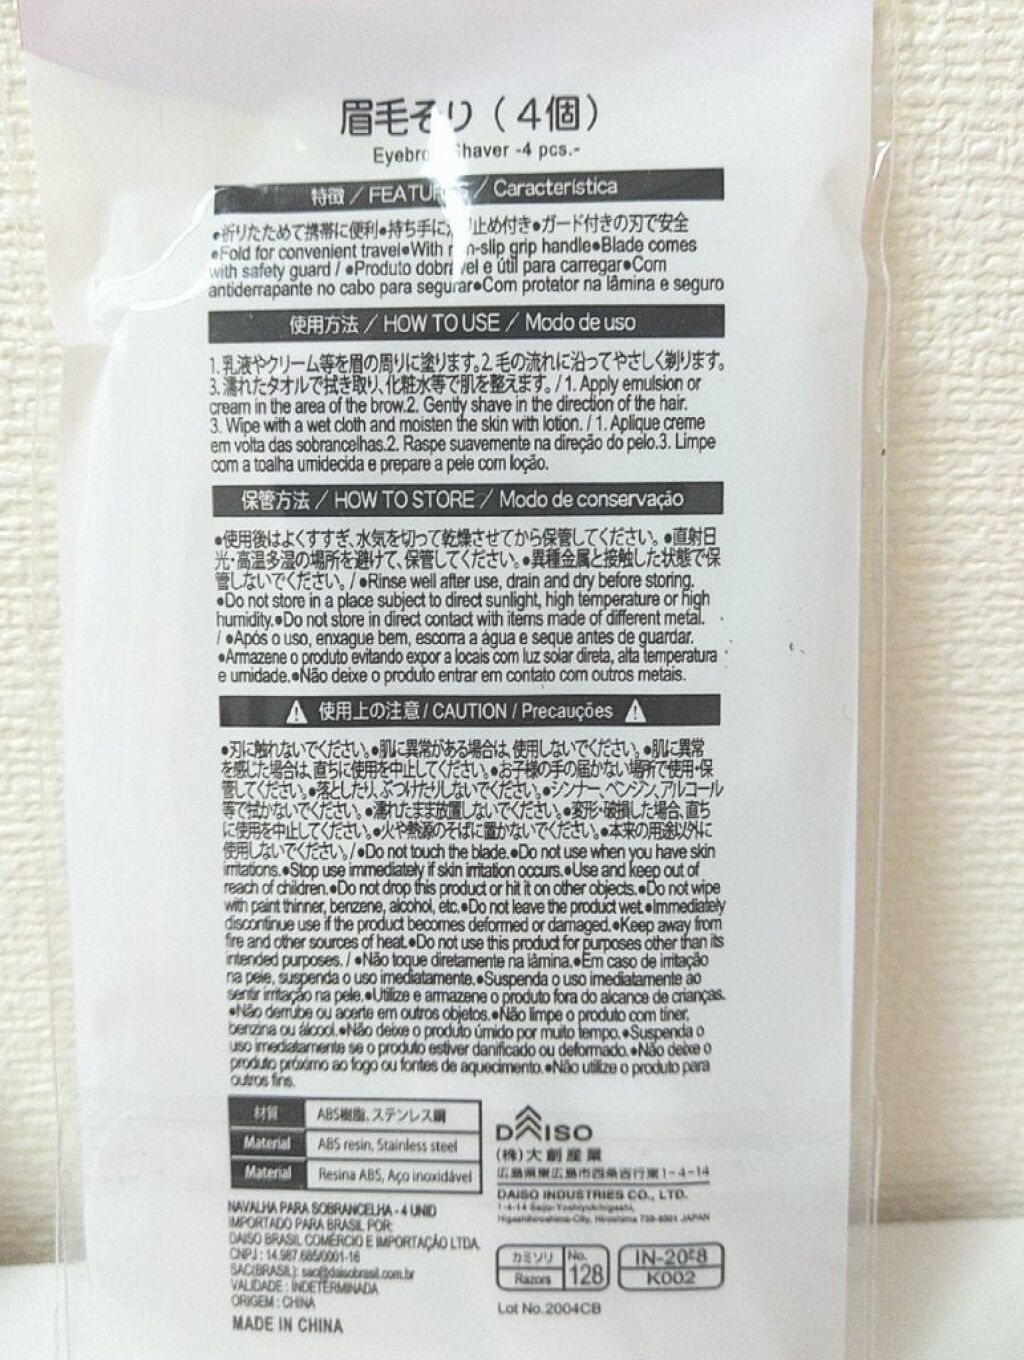 眉毛そり（4個）
Eyebro Shaver -4 pcs.-
特徴／FEATURES／Característica
●折りたためて携帯に便利●持ち手に 止め付き●ガード付きの刃で安全
●Fold for convenient travel●With non-slip grip handle●Blade comes
with safety guard / ●Produto dobrável e útil para carregar●Com
antiderrapante no cabo para segurar●Com protetor na lâmina e seguro
使用方法／HOW TO USE／Modo de uso
1. 乳液やクリーム等を眉の周りに塗ります。2. 毛の流れに沿ってやさしく剃ります。
3. 濡れたタオルで拭き取り、化粧水等で肌を整えます。/ 1. Apply emulsion or
cream in the area of the brow.2. Gently shave in the direction of the hair.
3. Wipe with a wet cloth and moisten the skin with lotion. / 1. Aplique creme
em volta das sobrancelhas.2. Raspe suavemente na direção do pelo.3. Limpe
com a toalha umidecida e prepare a pele com loção.
保管方法／HOW TO STORE／Modo de conservação
●使用後はよくすすぎ、水気を切って乾燥させてから保管してください。●直射日
光・高温多湿の場所を避けて、保管してください。●異種金属と接触した状態で保
管しないでください。/ ●Rinse well after use, drain and dry before storing.
●Do not store in a place subject to direct sunlight, high temperature or high
humidity.●Do not store in direct contact with items made of different metal.
/ ●Após o uso, enxague bem, escorra a água e seque antes de guardar.
●Armazene o produto evitando expor a locais com luz solar direta, alta temperatura
e umidade.●Não deixe o produto entrar em contato com outros metais.
使用上の注意 / CAUTION / Precauções
●刃に触れないでください。●肌に異常がある場合は、使用しないでください。●肌に異常
を感じた場合は、直ちに使用を中止してください。●お子様の手の届かない場所で使用・保
管してください。●落としたり、ぶつけたりしないでください。●シンナー、ベンジン、アルコール
等で拭かないでください。●濡れたまま放置しないでください。●変形・破損した場合、直ち
に使用を中止してください。●火や熱源のそばに置かないでください。●本来の用途以外に
使用しないでください。/ ●Do not touch the blade.●Do not use when you have skin
irritations.●Stop use immediately if skin irritation occurs.●Use and keep out of
reach of children.●Do not drop this product or hit it on other objects.●Do not wipe
with paint thinner, benzene, alcohol, etc.●Do not leave the product wet.●Immediately
discontinue use if the product becomes deformed or damaged.●Keep away from
fire and other sources of heat.●Do not use this product for purposes other than its
intended purposes. / ●Não toque diretamente na lâmina.●Em caso de irritação
na pele, suspenda o uso imediatamente.●Suspenda o uso imediatamente ao
sentir irritação na pele.●Utilize e armazene o produto fora do alcance de crianças.
●Não derrube ou acerte em outros objetos.●Não limpe o produto com tiner,
benzina ou álcool.●Não deixe o produto úmido por muito tempo.●Suspenda o
uso imediatamente se o produto estiver danificado ou deformado.●Não deixe o
produto próximo ao fogo ou fontes de aquecimento.●Não utilize o produto para
outros fins.
材質 ABS樹脂、ステンレス鋼
Material ABS resin, Stainless steel
Material Resina ABS, Aço inoxidável
NAVALHA PARA SOBRANCELHA - 4 UNID
IMPORTADO PARA BRASIL POR:
DAISO BRASIL COMÉRCIO E IMPORTAÇÃO LTDA.
CNPJ : 14.987.685/0001-16
SAC(BRASIL): sac@daisobrasil.com.br
VALIDADE : INDETERMINADA
ORIGEM : CHINA
MADE IN CHINA
DAISO
(株)大創産業
広島県東広島市西条吉行東1-4-14
DAISO INDUSTRIES CO., LTD.
1-4-14 Saijo-Yoshiyukihigashi,
Higashihiroshima-City, Hiroshima 739-8501 JAPAN
カミソリ No. 128
Razors
IN-20
K002
Lot No.2004CB